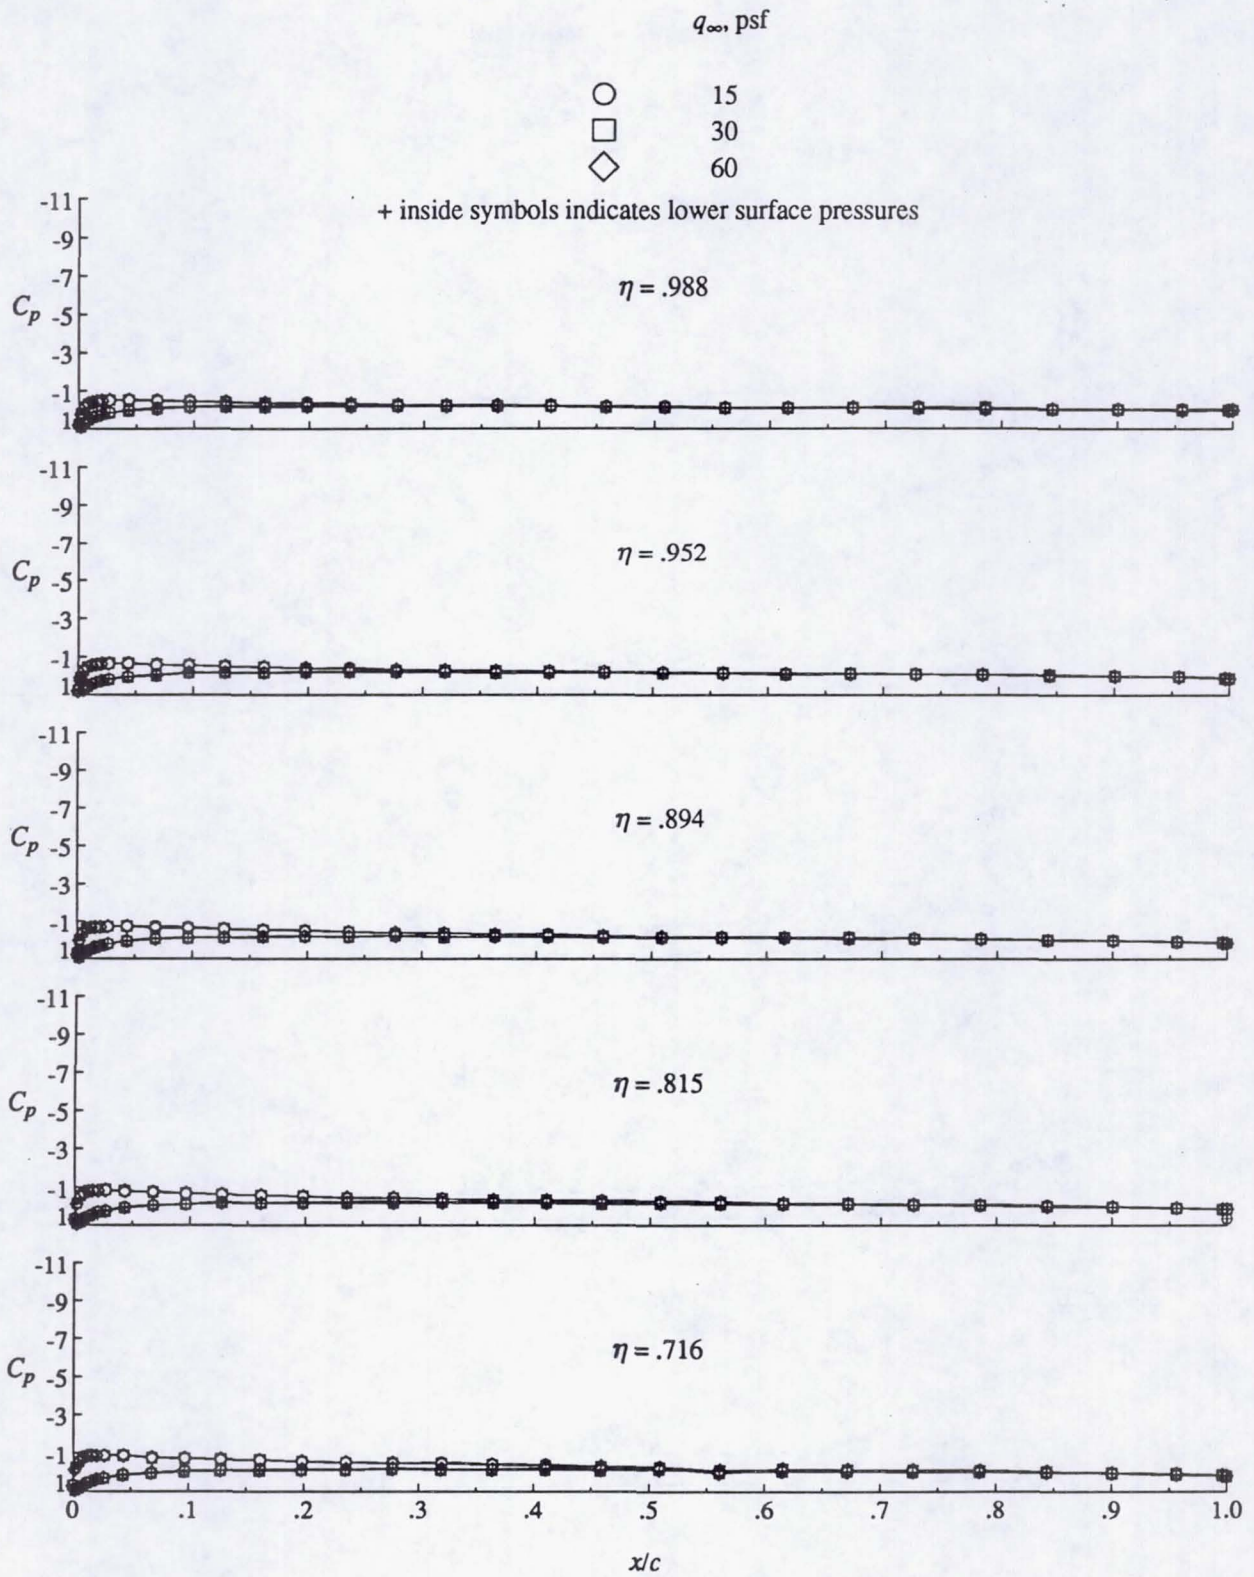 q∞, psf
15
30
60
+ inside symbols indicates lower surface pressures
-11
-9
-7
η = .988
Cp -5
-3
-1
1
-11
-9
-7
η = .952
Cp -5
-3
-1
1
-11
-9
-7
η = .894
Cp -5
-3
-1
1
-11
-9
-7
η = .815
Cp -5
-3
-1
1
-11
-9
-7
η = .716
Cp -5
-3
-1
1
0 .1 .2 .3 .4 .5 .6 .7 .8 .9 1.0
x/c